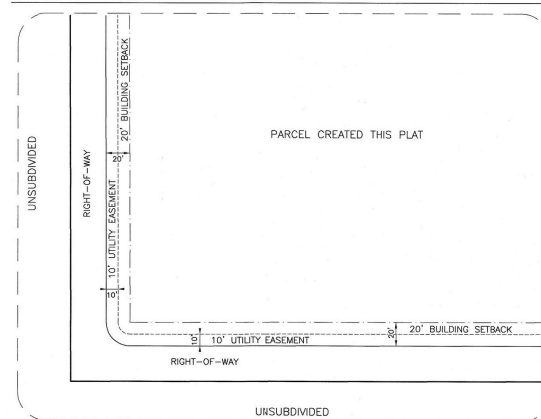 20' BUILDING SETBACK
PARCEL CREATED THIS PLAT
20'
UNSUBDIVIDED
RIGHT-OF-WAY
10' UTILITY EASEMENT
10'
10'
10' UTILITY EASEMENT
20'
20' BUILDING SETBACK
RIGHT-OF-WAY
UNSUBDIVIDED